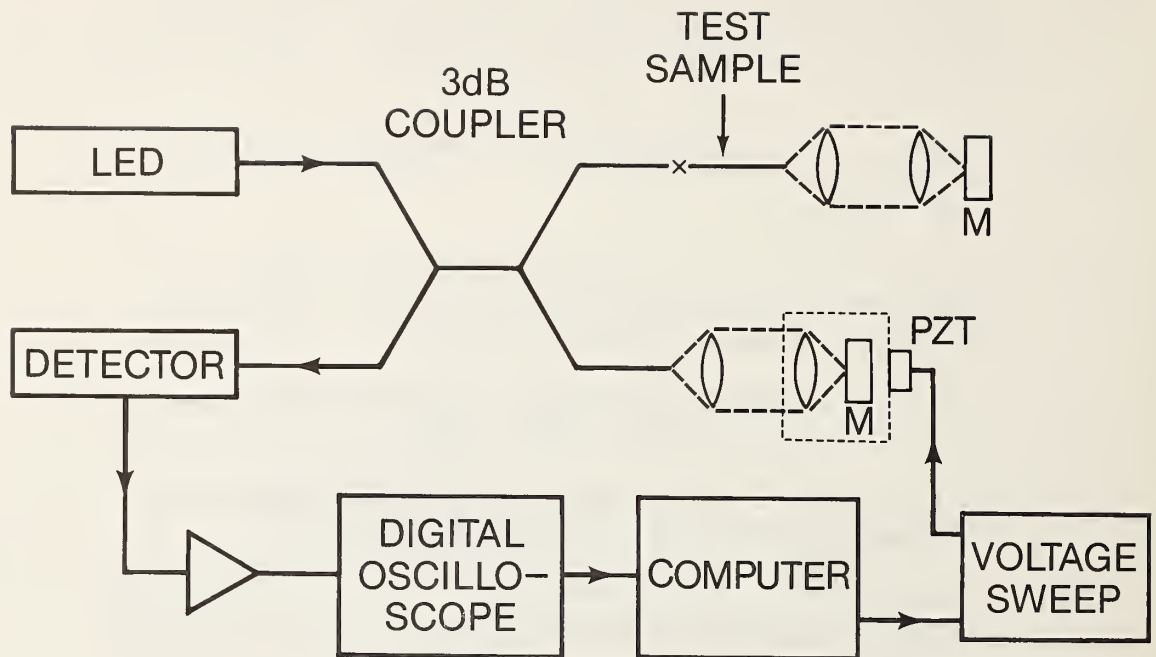 TEST
SAMPLE
3dB
COUPLER
LED
×
M
DETECTOR
PZT
M
DIGITAL
OSCILLO-
SCOPE
COMPUTER
VOLTAGE
SWEEP